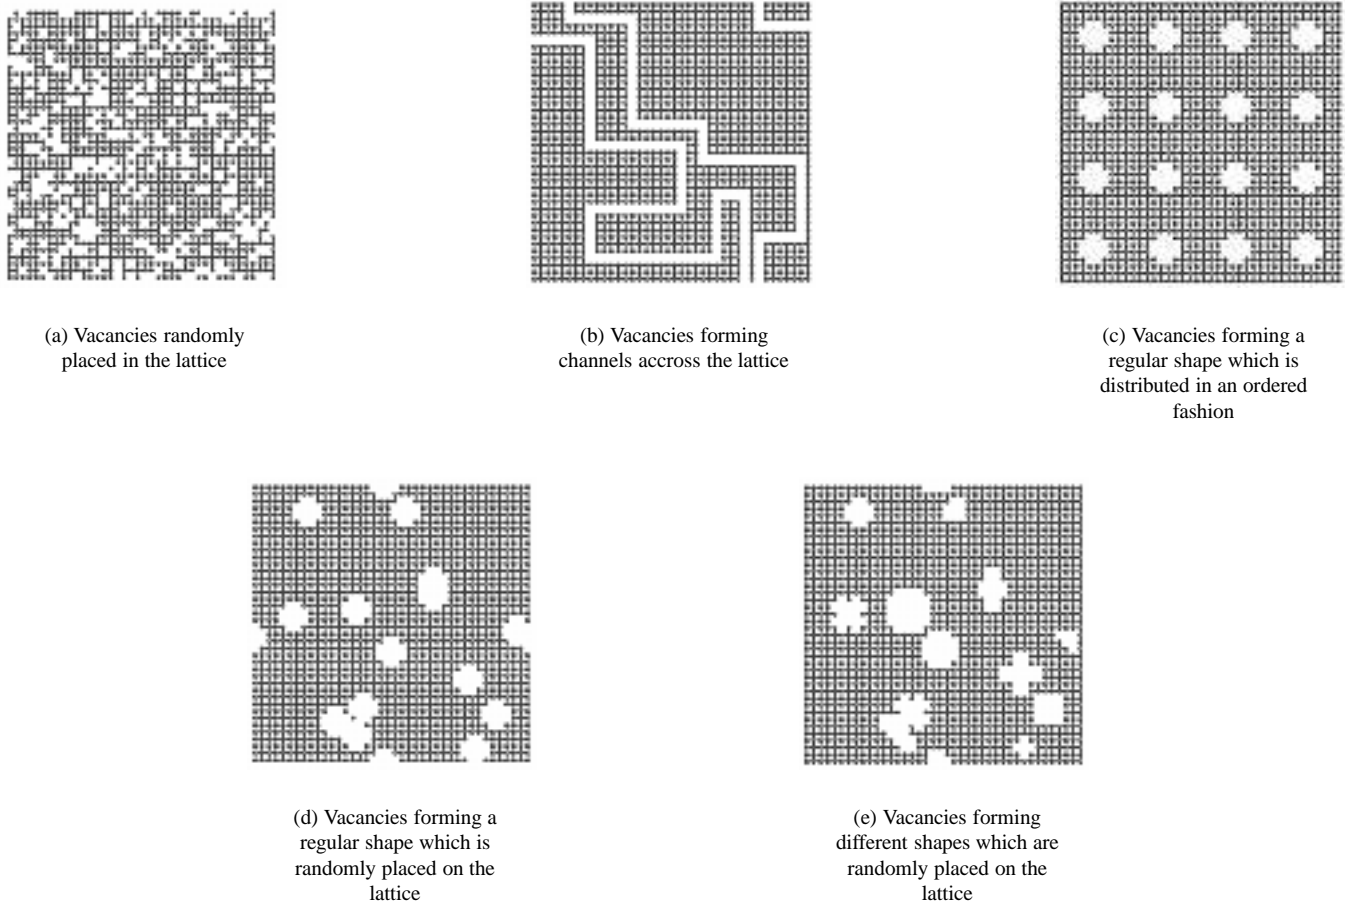 (a) Vacancies randomly
placed in the lattice
(b) Vacancies forming
channels accross the lattice
(c) Vacancies forming a
regular shape which is
distributed in an ordered
fashion
(d) Vacancies forming a
regular shape which is
randomly placed on the
lattice
(e) Vacancies forming
different shapes which are
randomly placed on the
lattice